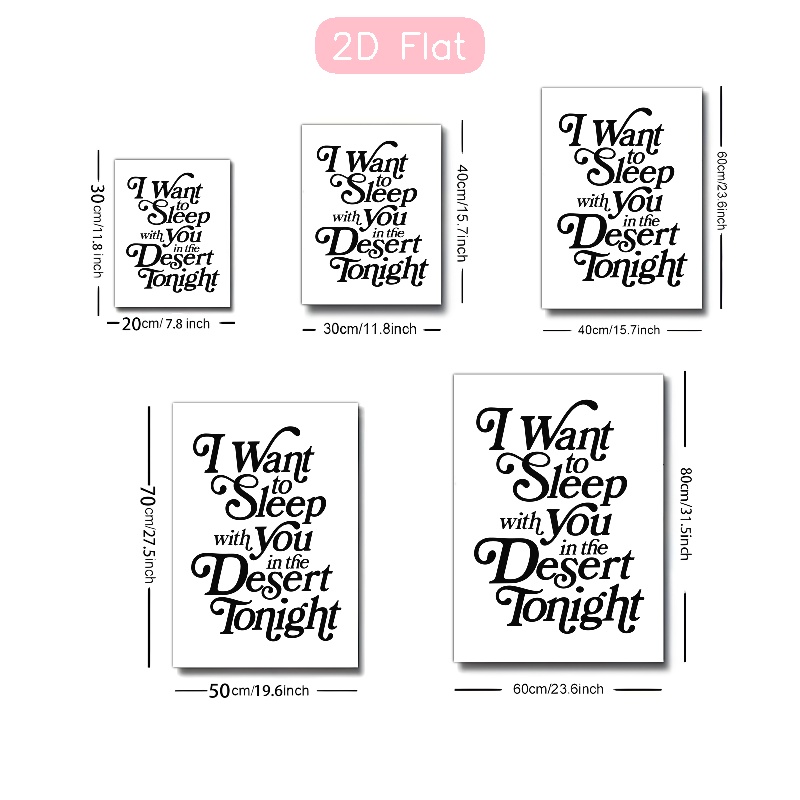 2D Flat
30cm/11.8 inch
I Want
to
Sleep
with you
in the
Desert
Tonight
20cm/ 7.8 inch
I Want
to
Sleep
with you
in the
Desert
Tonight
40cm/15.7inch
30cm/11.8inch
I Want
to
Sleep
with you
in the
Desert
Tonight
60cm/23.6inch
40cm/15.7inch
70cm/27.5inch
I Want
to
Sleep
with you
in the
Desert
Tonight
50cm/19.6inch
I Want
to
Sleep
with you
in the
Desert
Tonight
80cm/31.5inch
60cm/23.6inch